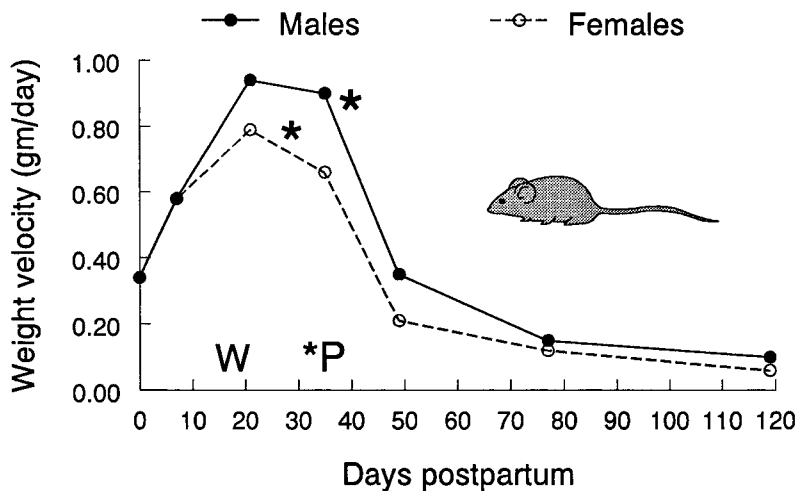 Males Females
Weight velocity (gm/day)
1.00
0.80
0.60
0.40
0.20
0.00
*
*
W *P
0 10 20 30 40 50 60 70 80 90 100 110 120
Days postpartum